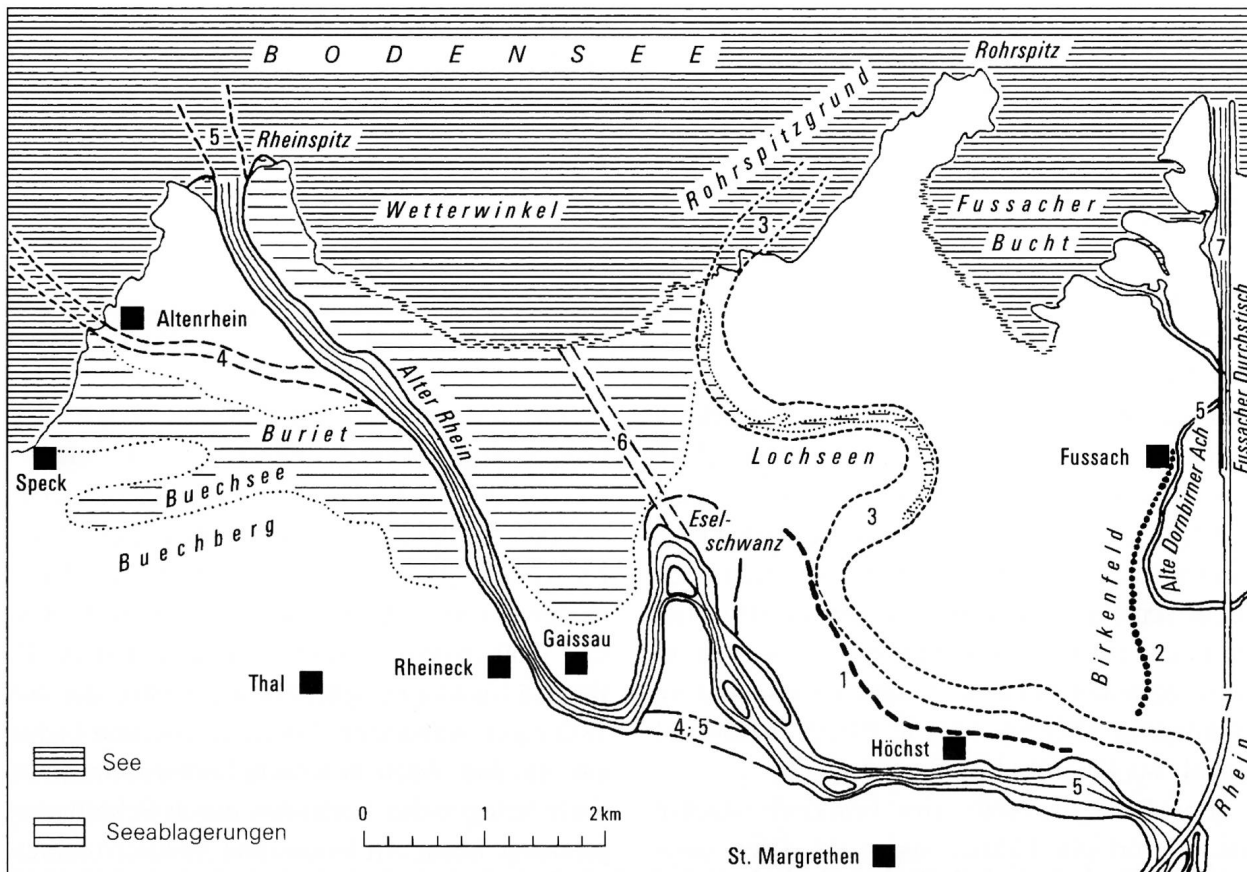 BODENSEE
Rohrspitz
5
Rheinspitz
Rohrspitzgrund
Wetterwinkel
3
Fussacher
Bucht
7
Altenrhein
4
Alter Rhein
Fussacher Durchstisch
Buriet
6
Lochseen
5
Fussach
Speck
Buechsee
Buechberg
3
Esel-
schwanz
Alte Dornbirner Ach
Birkenfeld
2
Gaissau
Rheineck
Thal
1
7
4; 5
Höchst
Rhein
See
5
Seeablagerungen
0 1 2 km
St. Margrethen